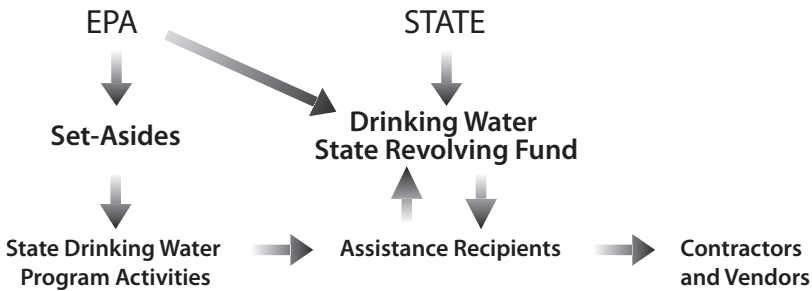 EPA
STATE
Set-Asides
Drinking Water
State Revolving Fund
State Drinking Water
Program Activities
Assistance Recipients
Contractors
and Vendors